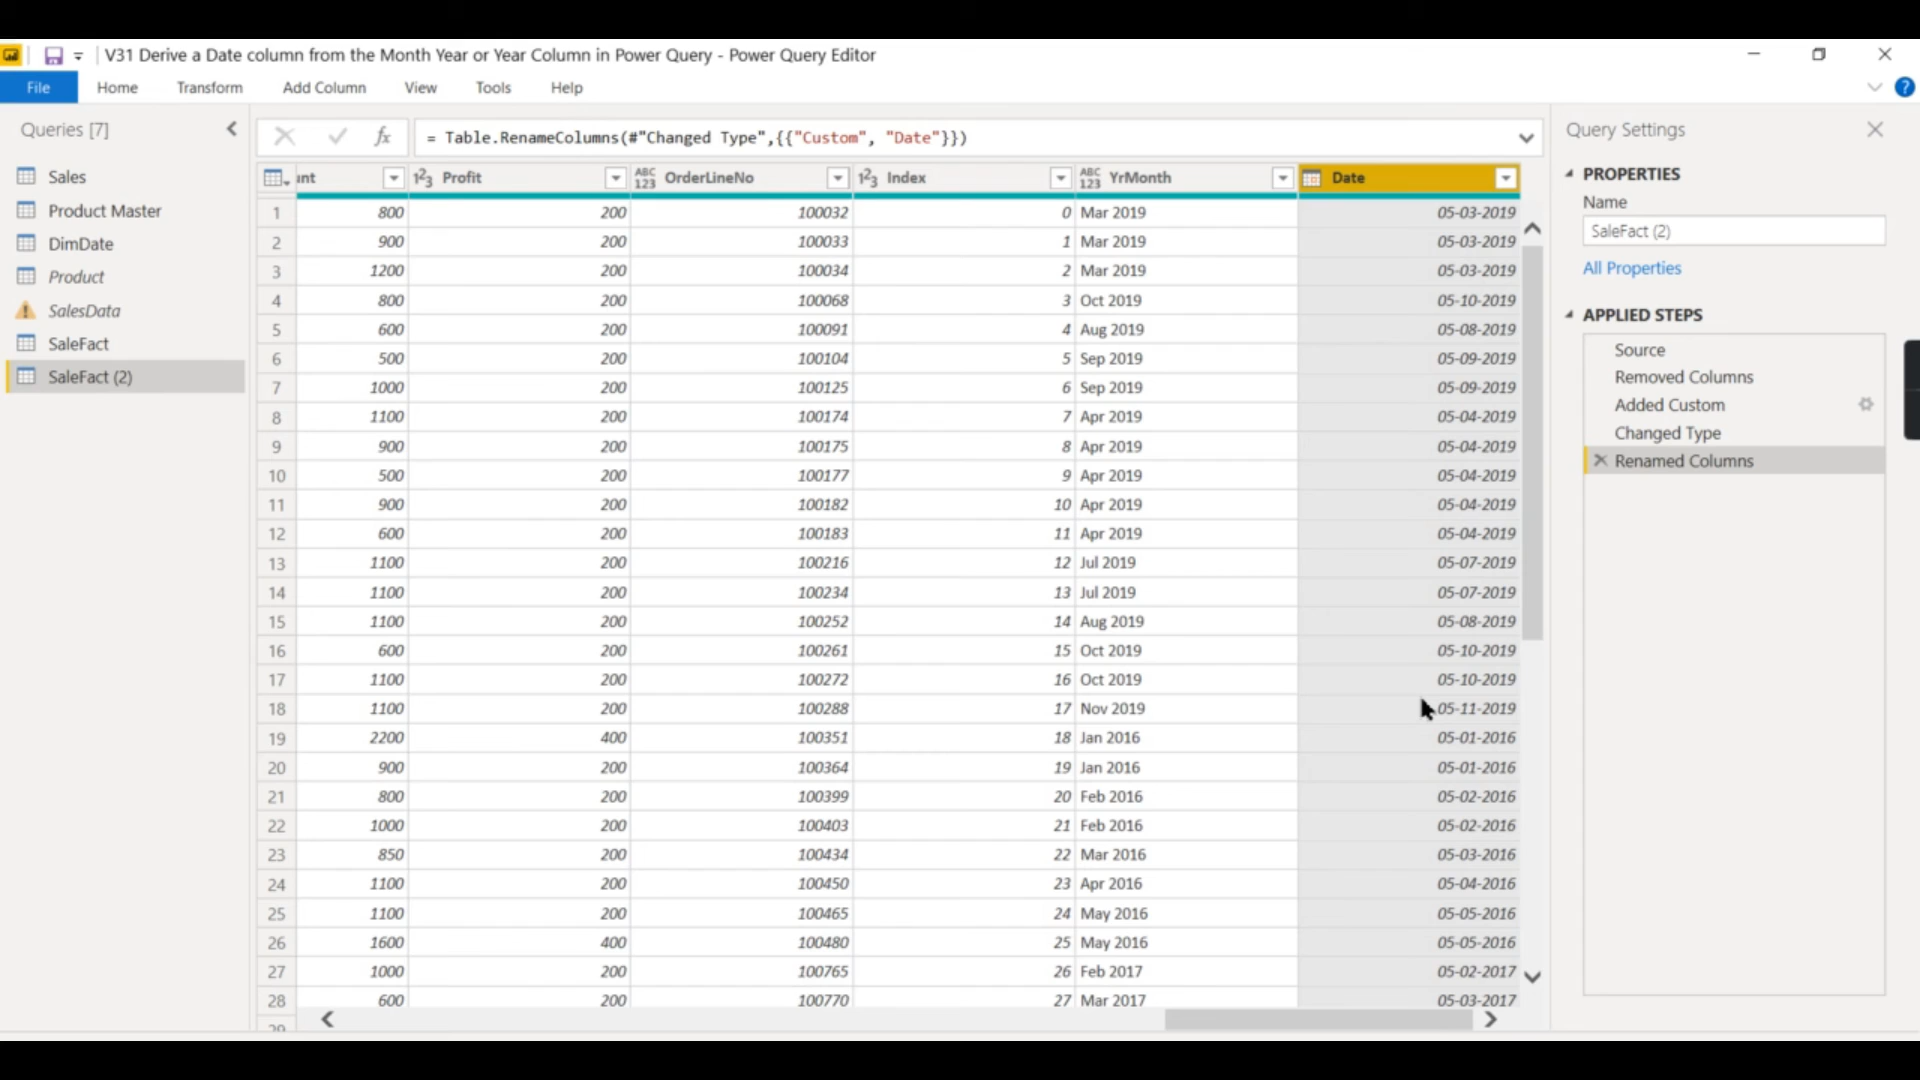 V31 Derive a Date column from the Month Year or Year Column in Power Query - Power Query Editor
File Home Transform Add Column View Tools Help ?
Queries [7]
Sales
Product Master
DimDate
Product
SalesData
SaleFact
SaleFact (2)
fx = Table.RenameColumns(#"Changed Type",{{"Custom", "Date"}})
int 123 Profit ABC 123 OrderLineNo 123 Index ABC 123 YrMonth Date
1 800 200 100032 0 Mar 2019 05-03-2019
2 900 200 100033 1 Mar 2019 05-03-2019
3 1200 200 100034 2 Mar 2019 05-03-2019
4 800 200 100068 3 Oct 2019 05-10-2019
5 600 200 100091 4 Aug 2019 05-08-2019
6 500 200 100104 5 Sep 2019 05-09-2019
7 1000 200 100125 6 Sep 2019 05-09-2019
8 1100 200 100174 7 Apr 2019 05-04-2019
9 900 200 100175 8 Apr 2019 05-04-2019
10 500 200 100177 9 Apr 2019 05-04-2019
11 900 200 100182 10 Apr 2019 05-04-2019
12 600 200 100183 11 Apr 2019 05-04-2019
13 1100 200 100216 12 Jul 2019 05-07-2019
14 1100 200 100234 13 Jul 2019 05-07-2019
15 1100 200 100252 14 Aug 2019 05-08-2019
16 600 200 100261 15 Oct 2019 05-10-2019
17 1100 200 100272 16 Oct 2019 05-10-2019
18 1100 200 100288 17 Nov 2019 05-11-2019
19 2200 400 100351 18 Jan 2016 05-01-2016
20 900 200 100364 19 Jan 2016 05-01-2016
21 800 200 100399 20 Feb 2016 05-02-2016
22 1000 200 100403 21 Feb 2016 05-02-2016
23 850 200 100434 22 Mar 2016 05-03-2016
24 1100 200 100450 23 Apr 2016 05-04-2016
25 1100 200 100465 24 May 2016 05-05-2016
26 1600 400 100480 25 May 2016 05-05-2016
27 1000 200 100765 26 Feb 2017 05-02-2017
28 600 200 100770 27 Mar 2017 05-03-2017
29
Query Settings
PROPERTIES
Name
SaleFact (2)
All Properties
APPLIED STEPS
Source
Removed Columns
Added Custom
Changed Type
Renamed Columns